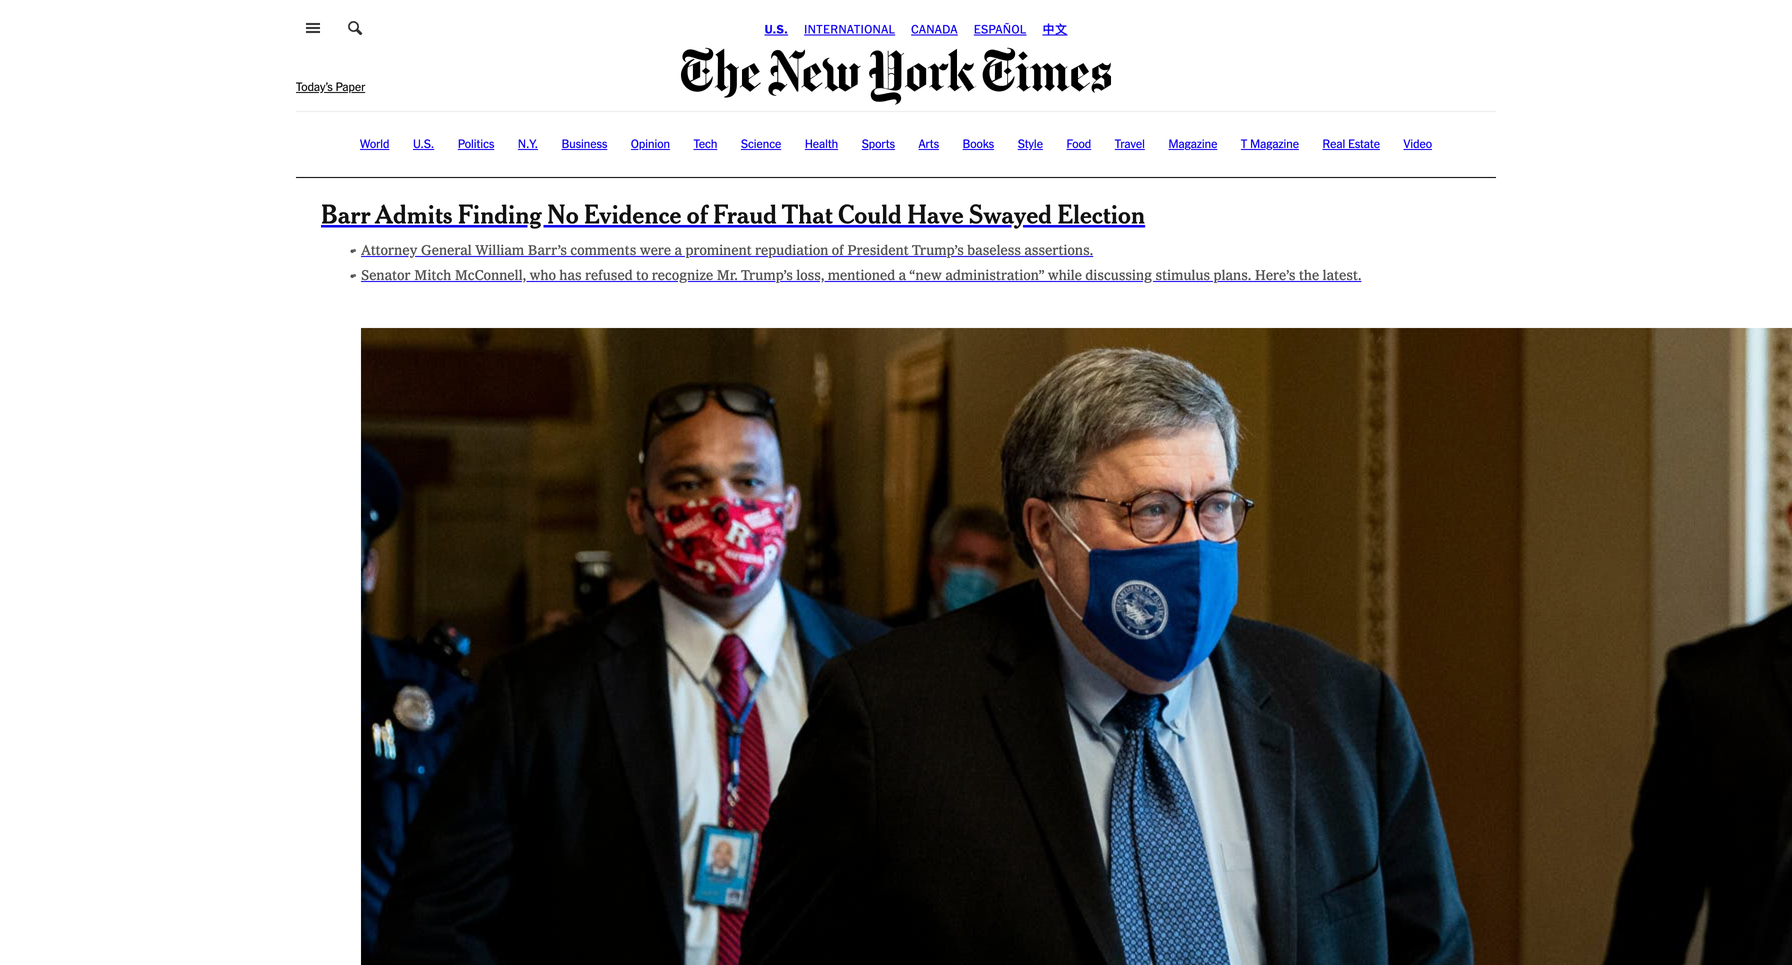 U.S. INTERNATIONAL CANADA ESPAÑOL 中文
The New York Times
Today's Paper
World U.S. Politics N.Y. Business Opinion Tech Science Health Sports Arts Books Style Food Travel Magazine T Magazine Real Estate Video
Barr Admits Finding No Evidence of Fraud That Could Have Swayed Election
Attorney General William Barr's comments were a prominent repudiation of President Trump's baseless assertions.
Senator Mitch McConnell, who has refused to recognize Mr. Trump's loss, mentioned a “new administration” while discussing stimulus plans. Here's the latest.
R
R
DEPARTMENT OF JUSTICE